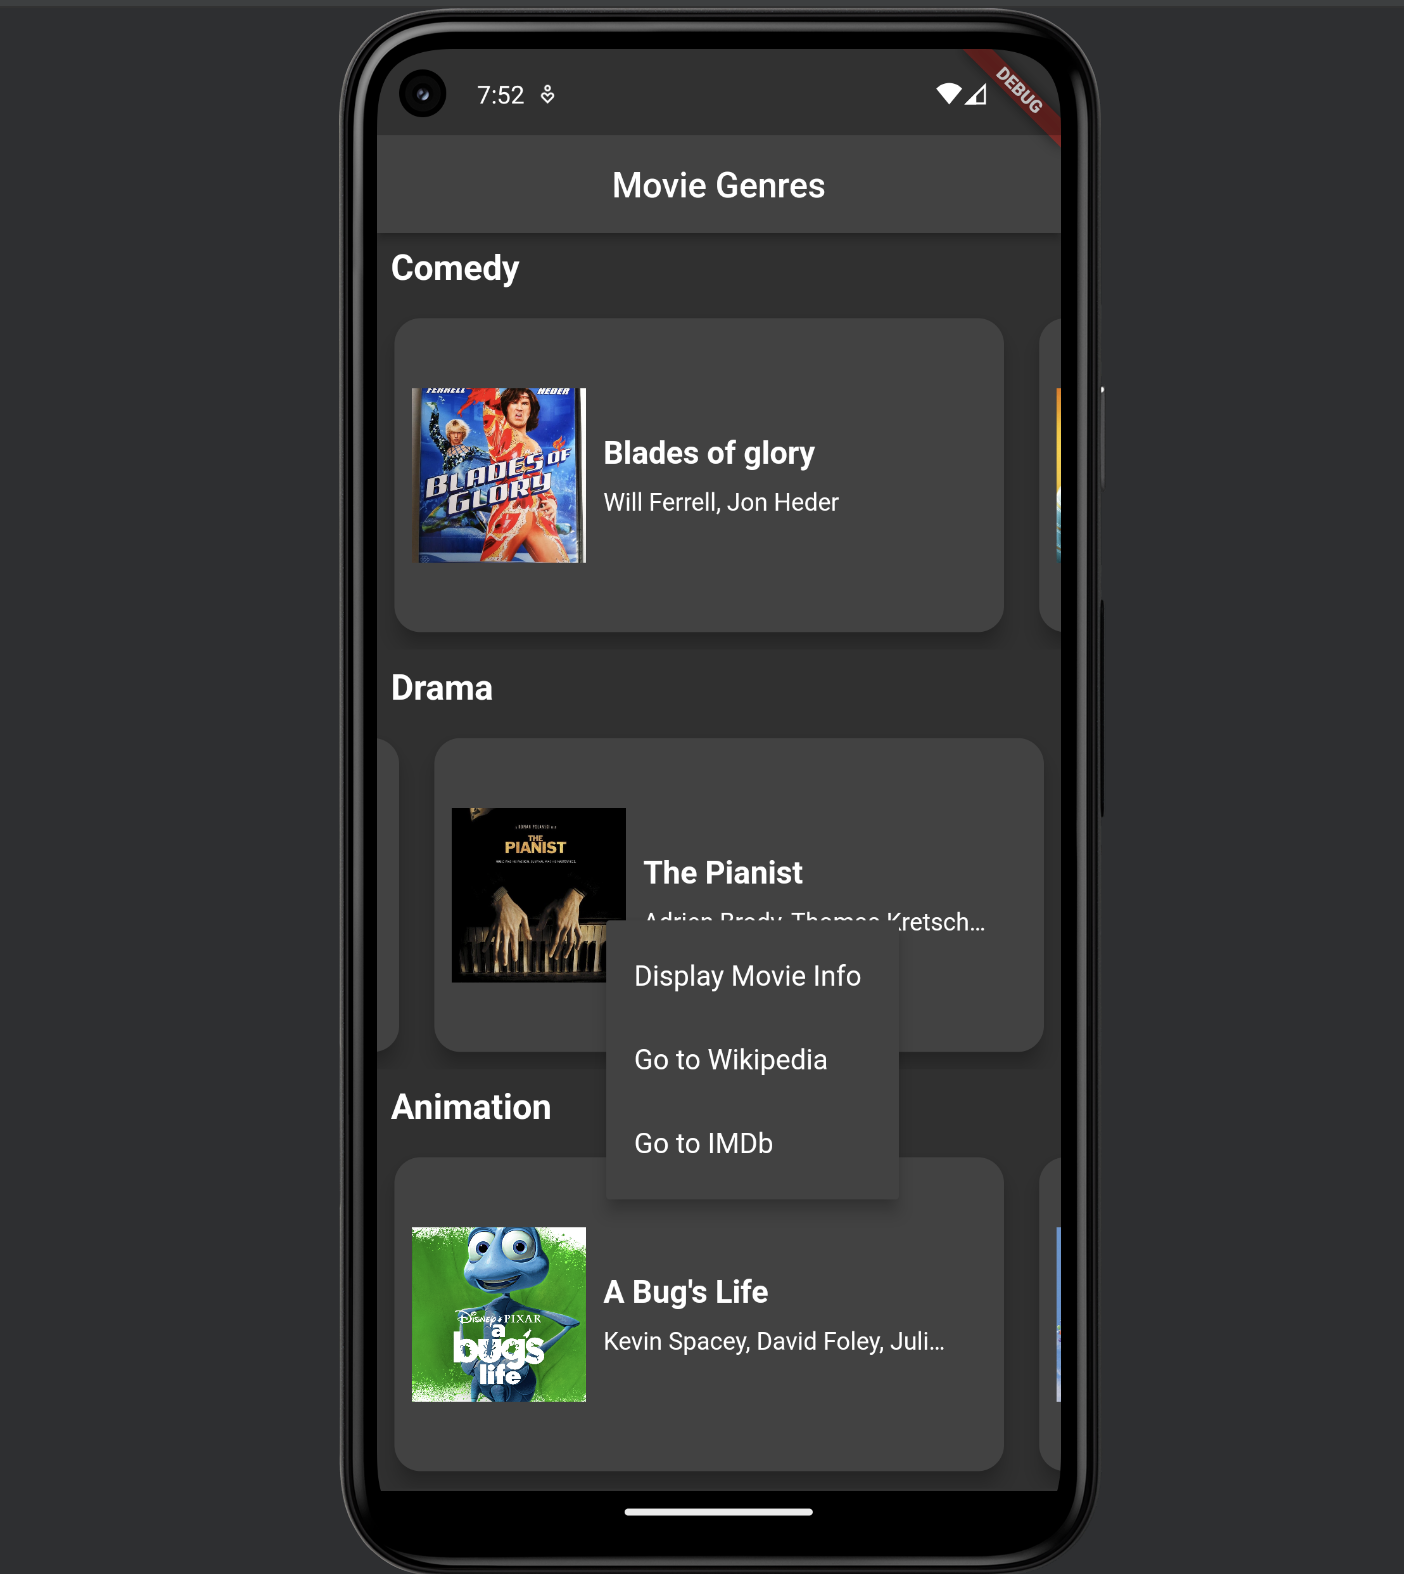 7:52
DEBUG
Movie Genres
Comedy
FERRELL HEDER
BLADES OF
GLORY
Blades of glory
Will Ferrell, Jon Heder
Drama
THE
PIANIST
The Pianist
Adrien Brody, Thomas Kretsch...
Display Movie Info
Go to Wikipedia
Go to IMDb
Animation
DISNEY PIXAR
a
bug's
life
A Bug's Life
Kevin Spacey, David Foley, Juli...